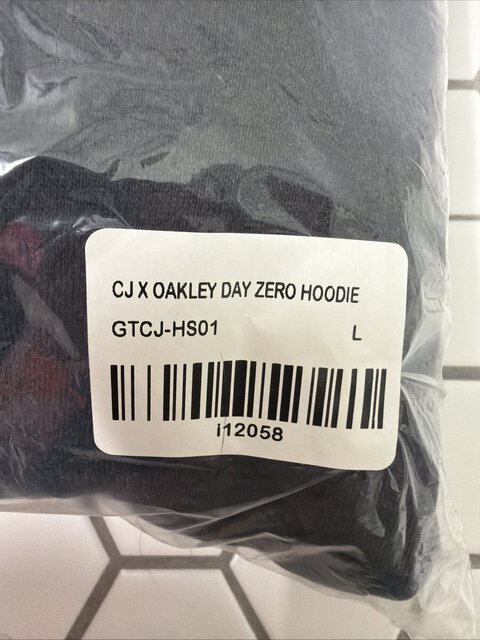 CJ X OAKLEY DAY ZERO HOODIE
GTCJ-HS01 L
i12058